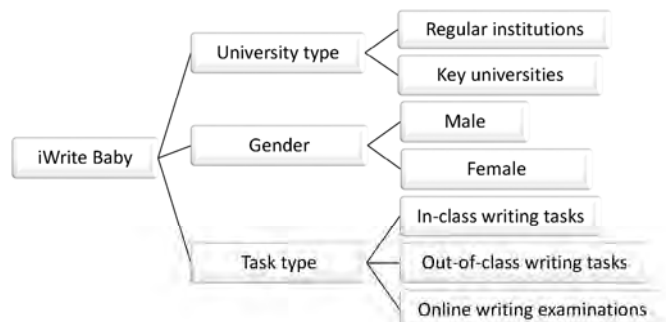 iWrite Baby
University type
Regular institutions
Key universities
Gender
Male
Female
Task type
In-class writing tasks
Out-of-class writing tasks
Online writing examinations